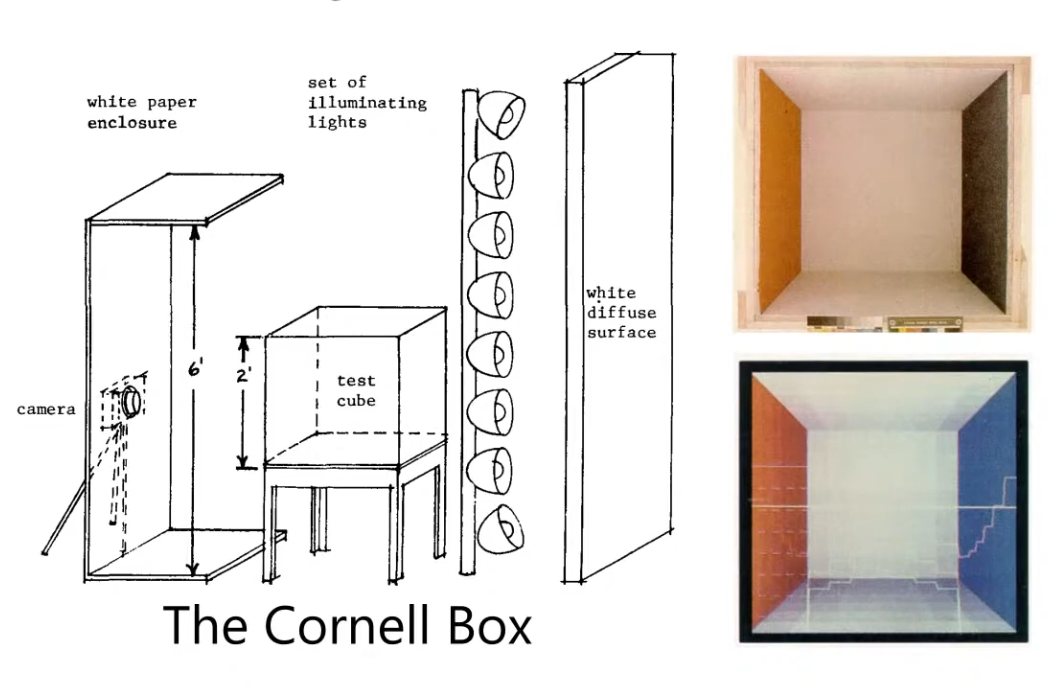 white paper
enclosure
set of
illuminating
lights
white
diffuse
surface
6'
2'
test
cube
camera
The Cornell Box